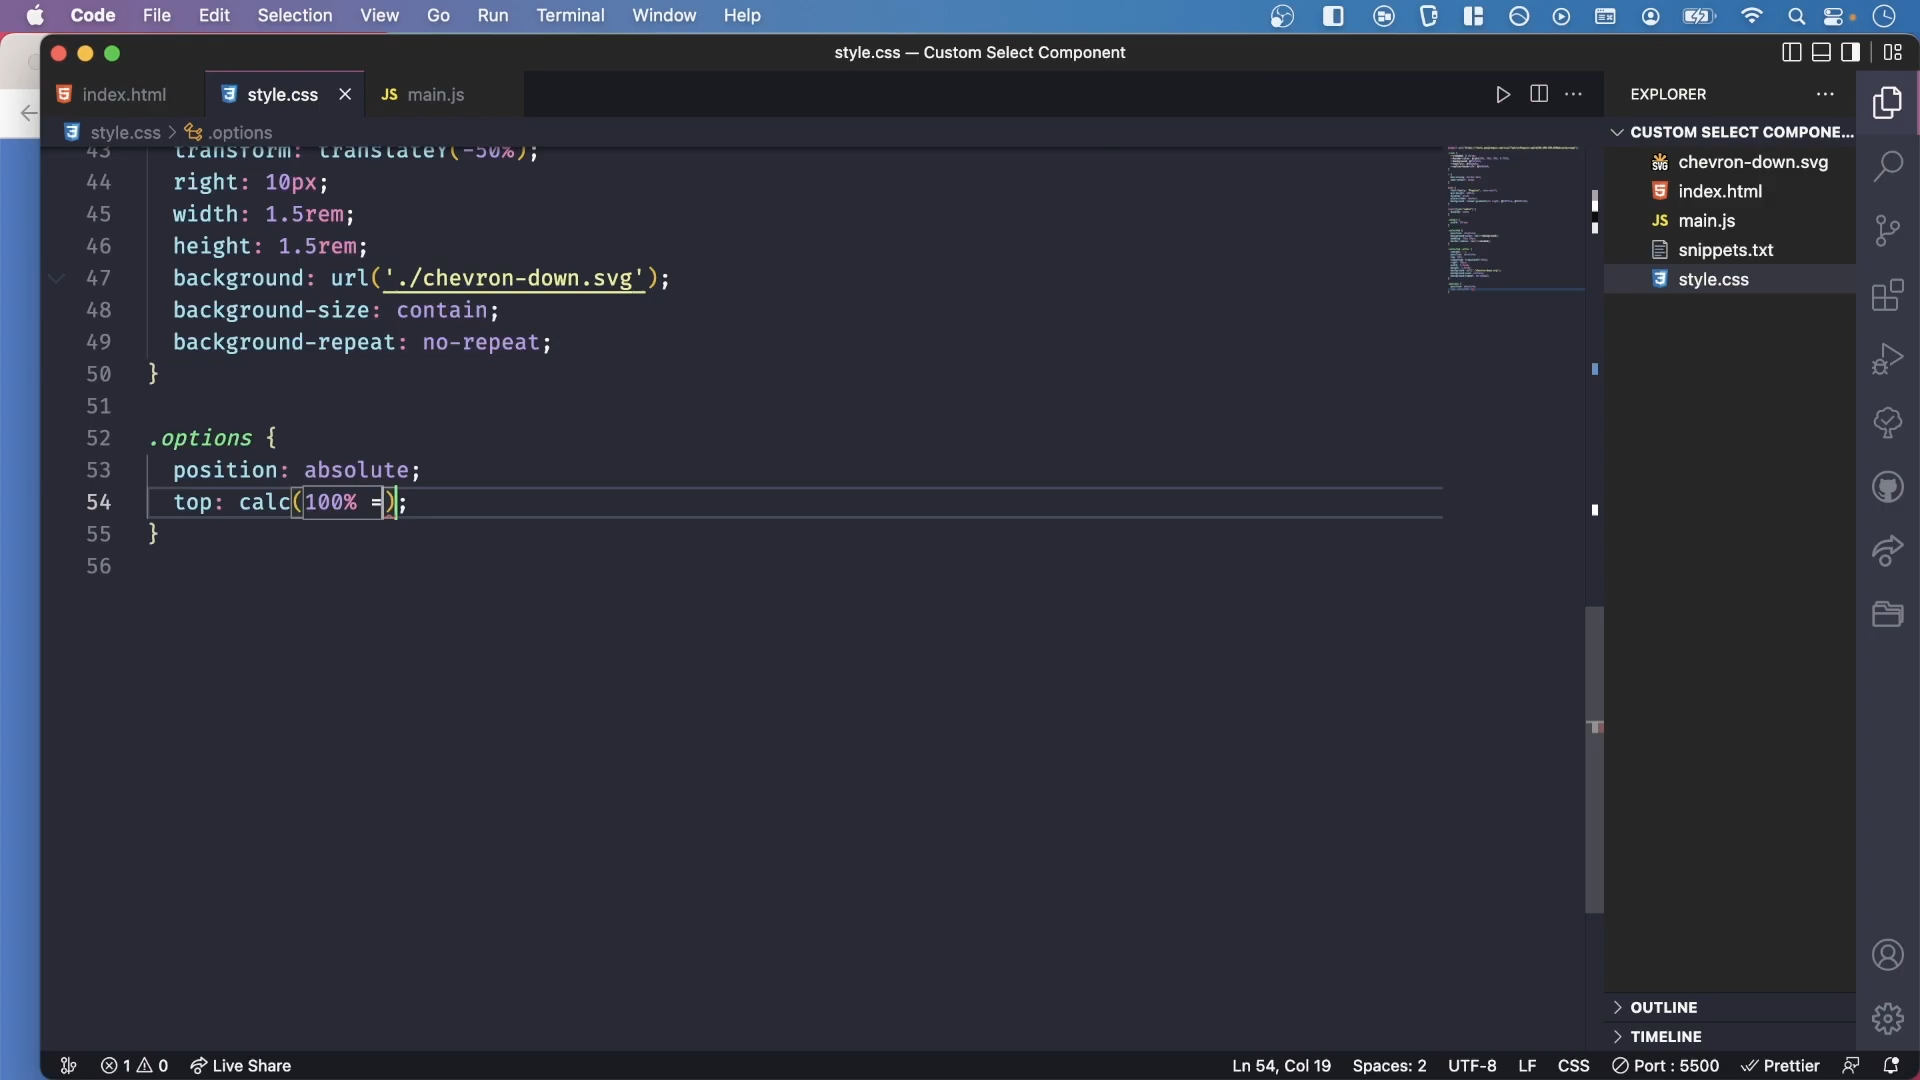 Code File Edit Selection View Go Run Terminal Window Help
style.css — Custom Select Component
index.html style.css JS main.js
style.css > .options
EXPLORER
CUSTOM SELECT COMPONE...
chevron-down.svg
index.html
JS main.js
snippets.txt
style.css
43 transform: translateY(-50%);
44 right: 10px;
45 width: 1.5rem;
46 height: 1.5rem;
47 background: url('./chevron-down.svg');
48 background-size: contain;
49 background-repeat: no-repeat;
50 }
51
52 .options {
53 position: absolute;
54 top: calc(100% =);
55 }
56
OUTLINE
TIMELINE
1 0 Live Share Ln 54, Col 19 Spaces: 2 UTF-8 LF CSS Port : 5500 Prettier